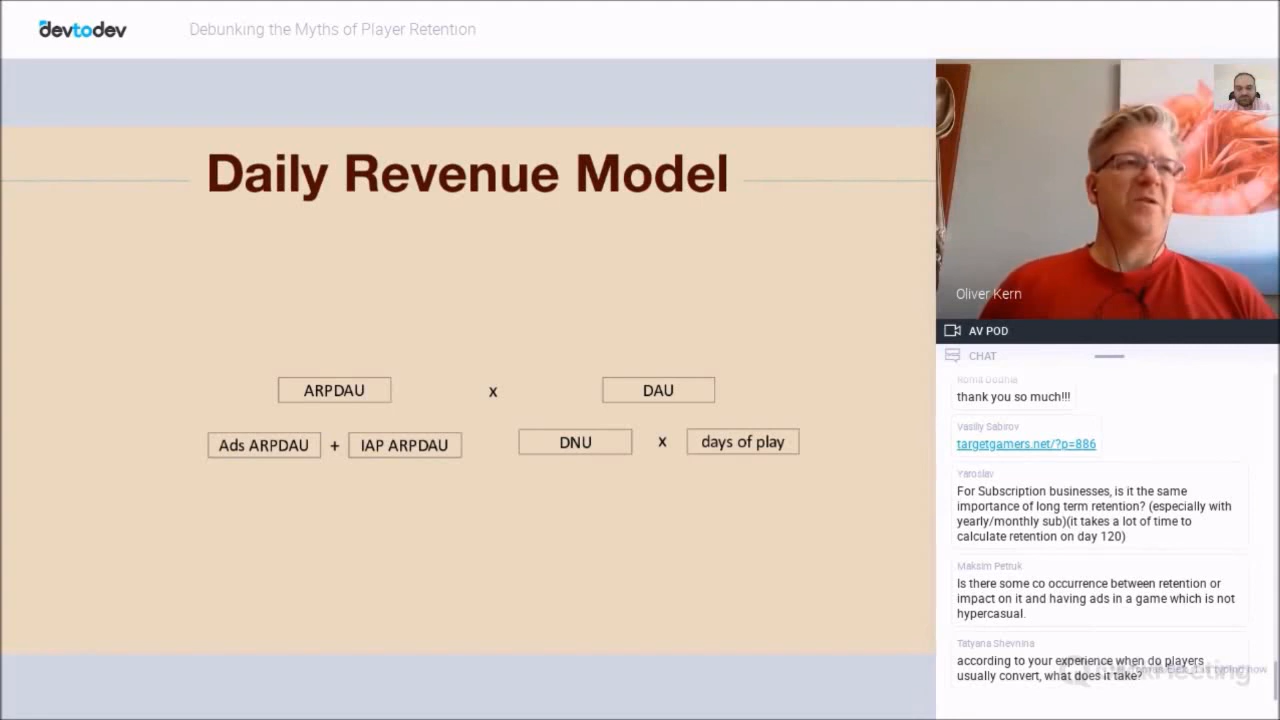 devtodev
Debunking the Myths of Player Retention
Daily Revenue Model
ARPDAU x DAU
Ads ARPDAU + IAP ARPDAU
DNU x days of play
Oliver Kern
AV POD
CHAT
thank you so much!!!
Vasiliy Sabirov
targetgamers.net/?p=886
Yaroslav
For Subscription businesses, is it the same
importance of long term retention? (especially with
yearly/monthly sub)(it takes a lot of time to
calculate retention on day 120)
Maksim Petruk
Is there some co occurrence between retention or
impact on it and having ads in a game which is not
hypercasual.
Tatyana Shevnina
according to your experience when do players
usually convert, what does it take?
typing now